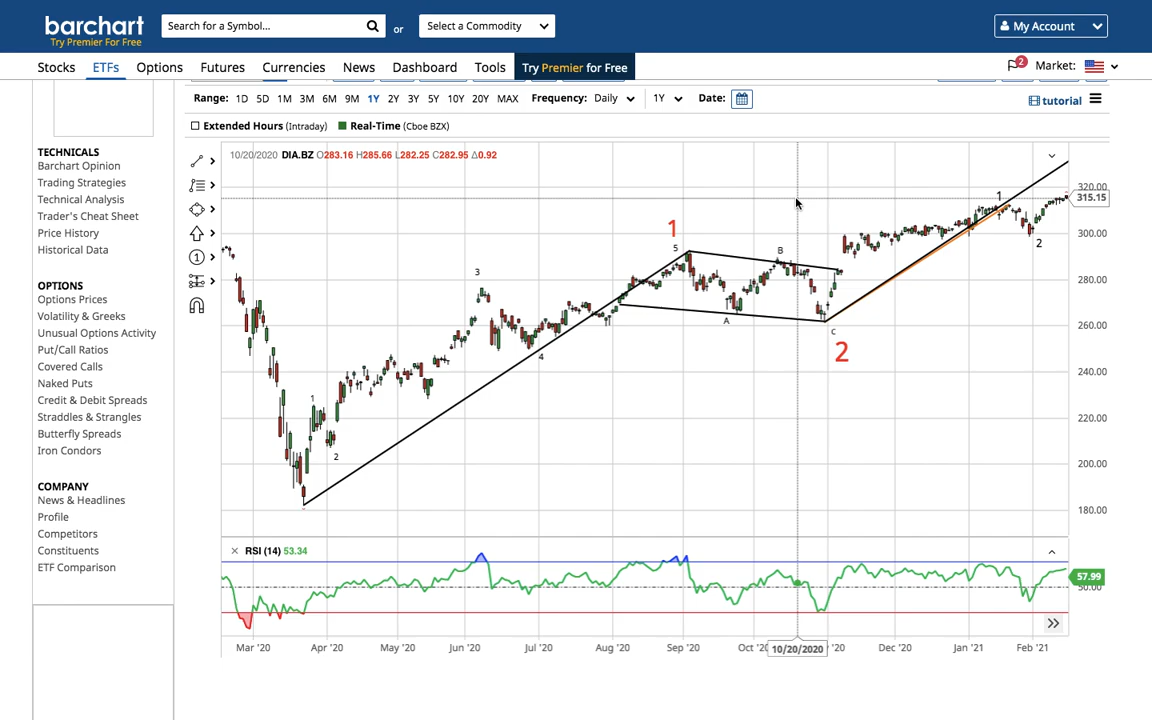 barchart
Try Premier For Free
Search for a Symbol...
or
Select a Commodity
My Account
Stocks ETFs Options Futures Currencies News Dashboard Tools Try Premier for Free
2 Market:
Range: 1D 5D 1M 3M 6M 9M 1Y 2Y 3Y 5Y 10Y 20Y MAX Frequency: Daily 1Y Date:
tutorial
Extended Hours (Intraday) Real-Time (Cboe BZX)
10/20/2020 DIA.BZ O283.16 H285.66 L282.25 C282.95 Δ0.92
TECHNICALS
Barchart Opinion
Trading Strategies
Technical Analysis
Trader's Cheat Sheet
Price History
Historical Data
OPTIONS
Options Prices
Volatility & Greeks
Unusual Options Activity
Put/Call Ratios
Covered Calls
Naked Puts
Credit & Debit Spreads
Straddles & Strangles
Butterfly Spreads
Iron Condors
COMPANY
News & Headlines
Profile
Competitors
Constituents
ETF Comparison
1
320.00
315.15
300.00
280.00
260.00
240.00
220.00
200.00
180.00
1
1
2
3
4
5
A
B
C
2
1
2
RSI (14) 53.34
57.99
50.00
Mar '20 Apr '20 May '20 Jun '20 Jul '20 Aug '20 Sep '20 Oct '20 10/20/2020 '20 Dec '20 Jan '21 Feb '21